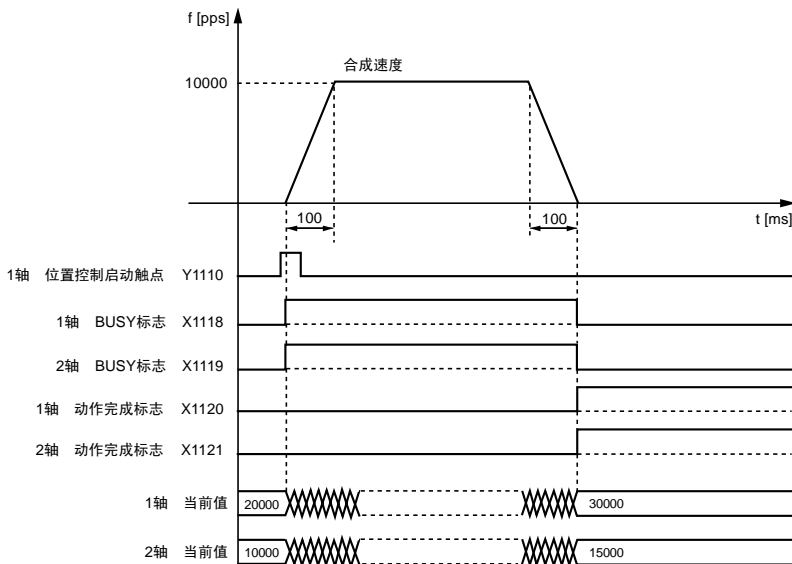 f [pps]
合成速度
10000
100
100
t [ms]
1轴 位置控制启动触点 Y1110
1轴 BUSY标志 X1118
2轴 BUSY标志 X1119
1轴 动作完成标志 X1120
2轴 动作完成标志 X1121
1轴 当前值 20000 30000
2轴 当前值 10000 15000